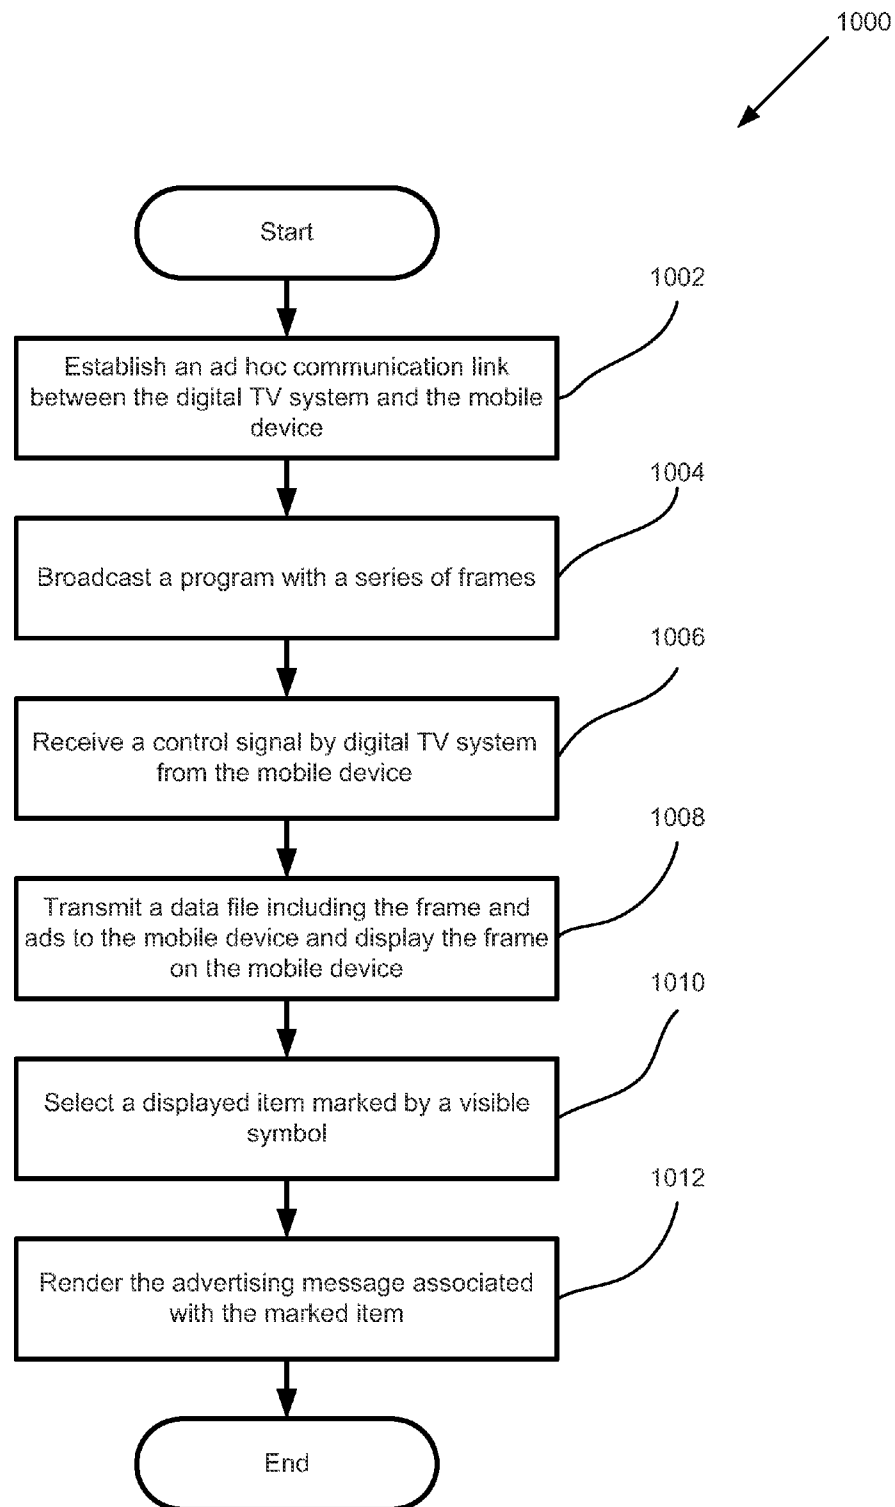 1000
Start
1002
Establish an ad hoc communication link
between the digital TV system and the mobile
device
1004
Broadcast a program with a series of frames
1006
Receive a control signal by digital TV system
from the mobile device
1008
Transmit a data file including the frame and
ads to the mobile device and display the frame
on the mobile device
1010
Select a displayed item marked by a visible
symbol
1012
Render the advertising message associated
with the marked item
End